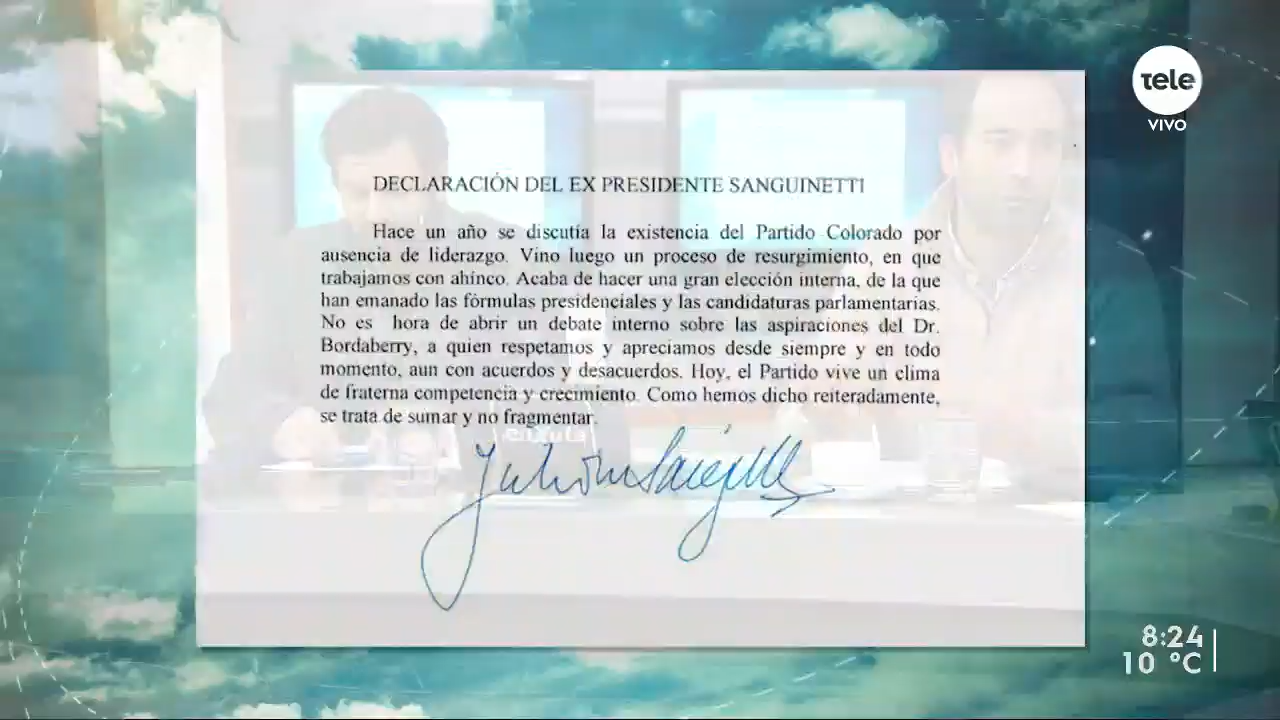 tele
VIVO
DECLARACIÓN DEL EX PRESIDENTE SANGUINETTI
Hace un año se discutía la existencia del Partido Colorado por
ausencia de liderazgo. Vino luego un proceso de resurgimiento, en que
trabajamos con ahínco. Acaba de hacer una gran elección interna, de la que
han emanado las fórmulas presidenciales y las candidaturas parlamentarias.
No es hora de abrir un debate interno sobre las aspiraciones del Dr.
Bordaberry, a quien respetamos y apreciamos desde siempre y en todo
momento, aun con acuerdos y desacuerdos. Hoy, el Partido vive un clima
de fraterna competencia y crecimiento. Como hemos dicho reiteradamente,
se trata de sumar y no fragmentar.
8:24
10 °C